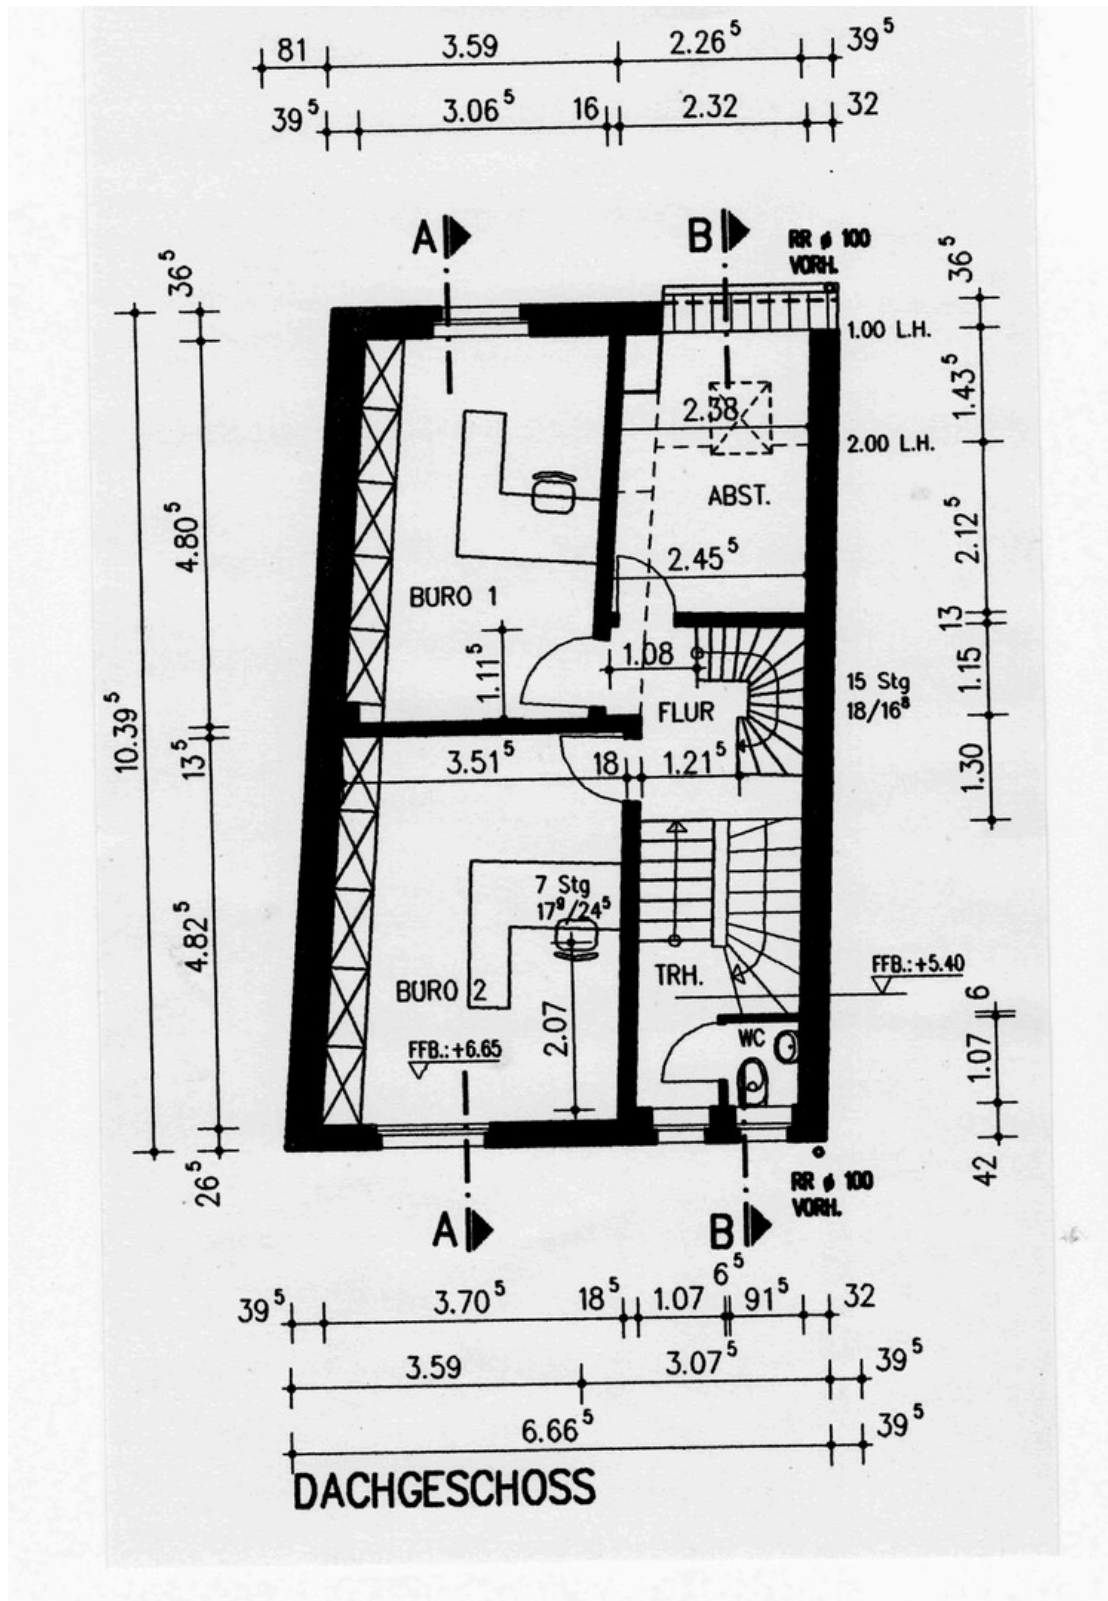 81 3.59 2.26⁵ 39⁵
39⁵ 3.06⁵ 16 2.32 32
A B RR ø 100
VORH.
36⁵ 36⁵
1.00 L.H.
1.43⁵
2.38
2.00 L.H.
ABST.
4.80⁵ 2.12⁵
2.45⁵
BÜRO 1
13
1.11⁵ 1.08 1.15
15 Stg
18/16⁸
FLUR
10.39⁵
13⁵ 3.51⁵ 18 1.21⁵ 1.30
7 Stg
17⁹/24⁵
4.82⁵
TRH. FFB.:+5.40
BÜRO 2 6
2.07 WC
FFB.:+6.65 1.07
26⁵ 42
RR ø 100
VORH.
A B
6⁵
39⁵ 3.70⁵ 18⁵ 1.07 91⁵ 32
3.59 3.07⁵ 39⁵
6.66⁵ 39⁵
DACHGESCHOSS